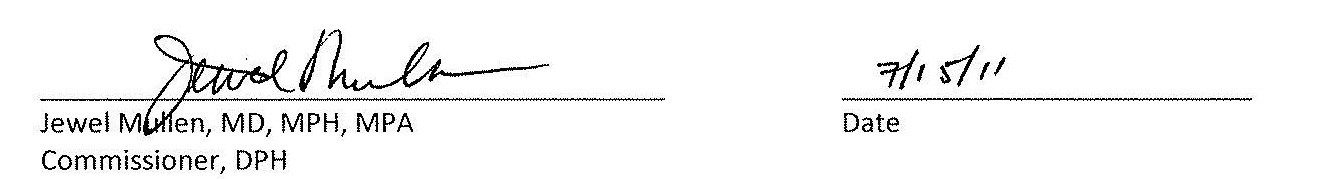 Jewel Mullen 7/15/11
Jewel Mullen, MD, MPH, MPA Date
Commissioner, DPH